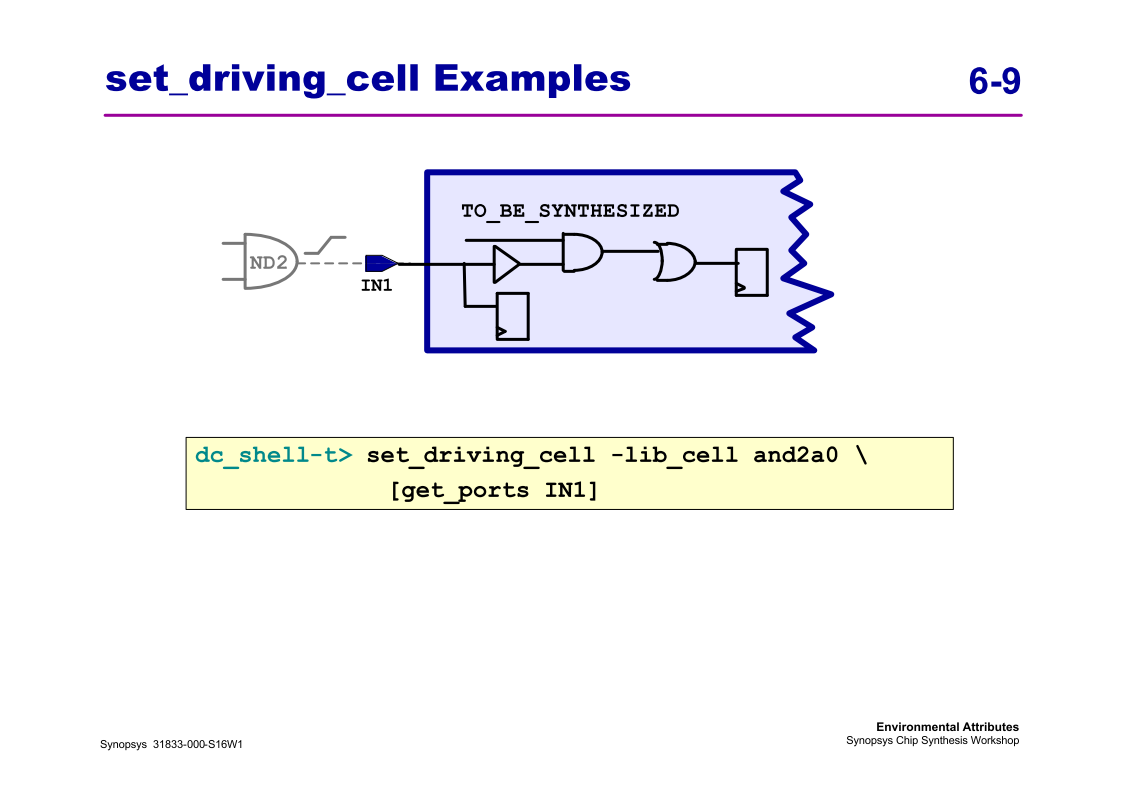 set_driving_cell Examples
6-9
TO_BE_SYNTHESIZED
ND2
IN1
dc_shell-t> set_driving_cell -lib_cell and2a0 \
[get_ports IN1]
Environmental Attributes
Synopsys Chip Synthesis Workshop
Synopsys 31833-000-S16W1